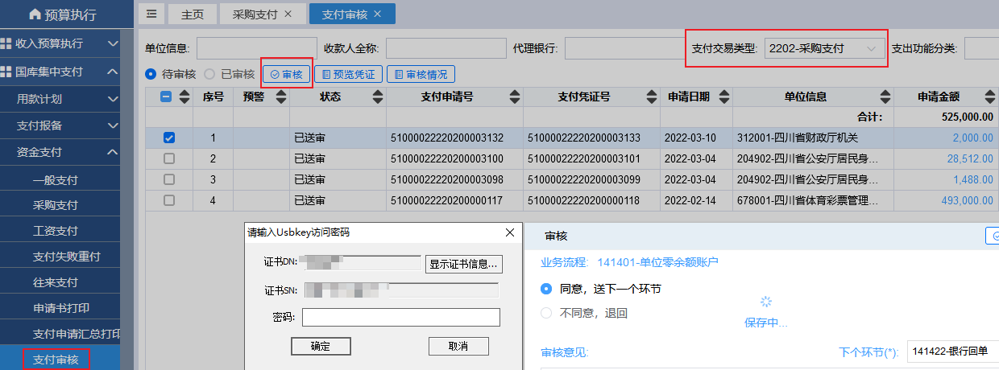 预算执行
收入预算执行
国库集中支付
用款计划
支付报备
资金支付
一般支付
采购支付
工资支付
支付失败重付
往来支付
申请书打印
支付申请汇总打印
支付审核
主页 采购支付 支付审核
单位信息: 收款人全称: 代理银行: 支付交易类型: 2202-采购支付 支出功能分类:
待审核 已审核 审核 预览凭证 审核情况
序号 预警 状态 支付申请号 支付凭证号 申请日期 单位信息 申请金额
合计: 525,000.00
1 已送审 51000022220200003132 51000022220200003133 2022-03-10 312001-四川省财政厅机关 2,000.00
2 已送审 51000022220200003100 51000022220200003101 2022-03-04 204902-四川省公安厅居民身... 28,512.00
3 已送审 51000022220200003098 51000022220200003099 2022-03-04 204902-四川省公安厅居民身... 1,488.00
4 已送审 51000022220200000117 51000022220200000118 2022-02-14 678001-四川省体育彩票管理... 493,000.00
请输入Usbkey访问密码
证书DN: 显示证书信息...
证书SN:
密码:
确定 取消
审核
业务流程: 141401-单位零余额账户
同意，送下一个环节
不同意，退回
保存中...
审核意见: 下个环节(*): 141422-银行回单